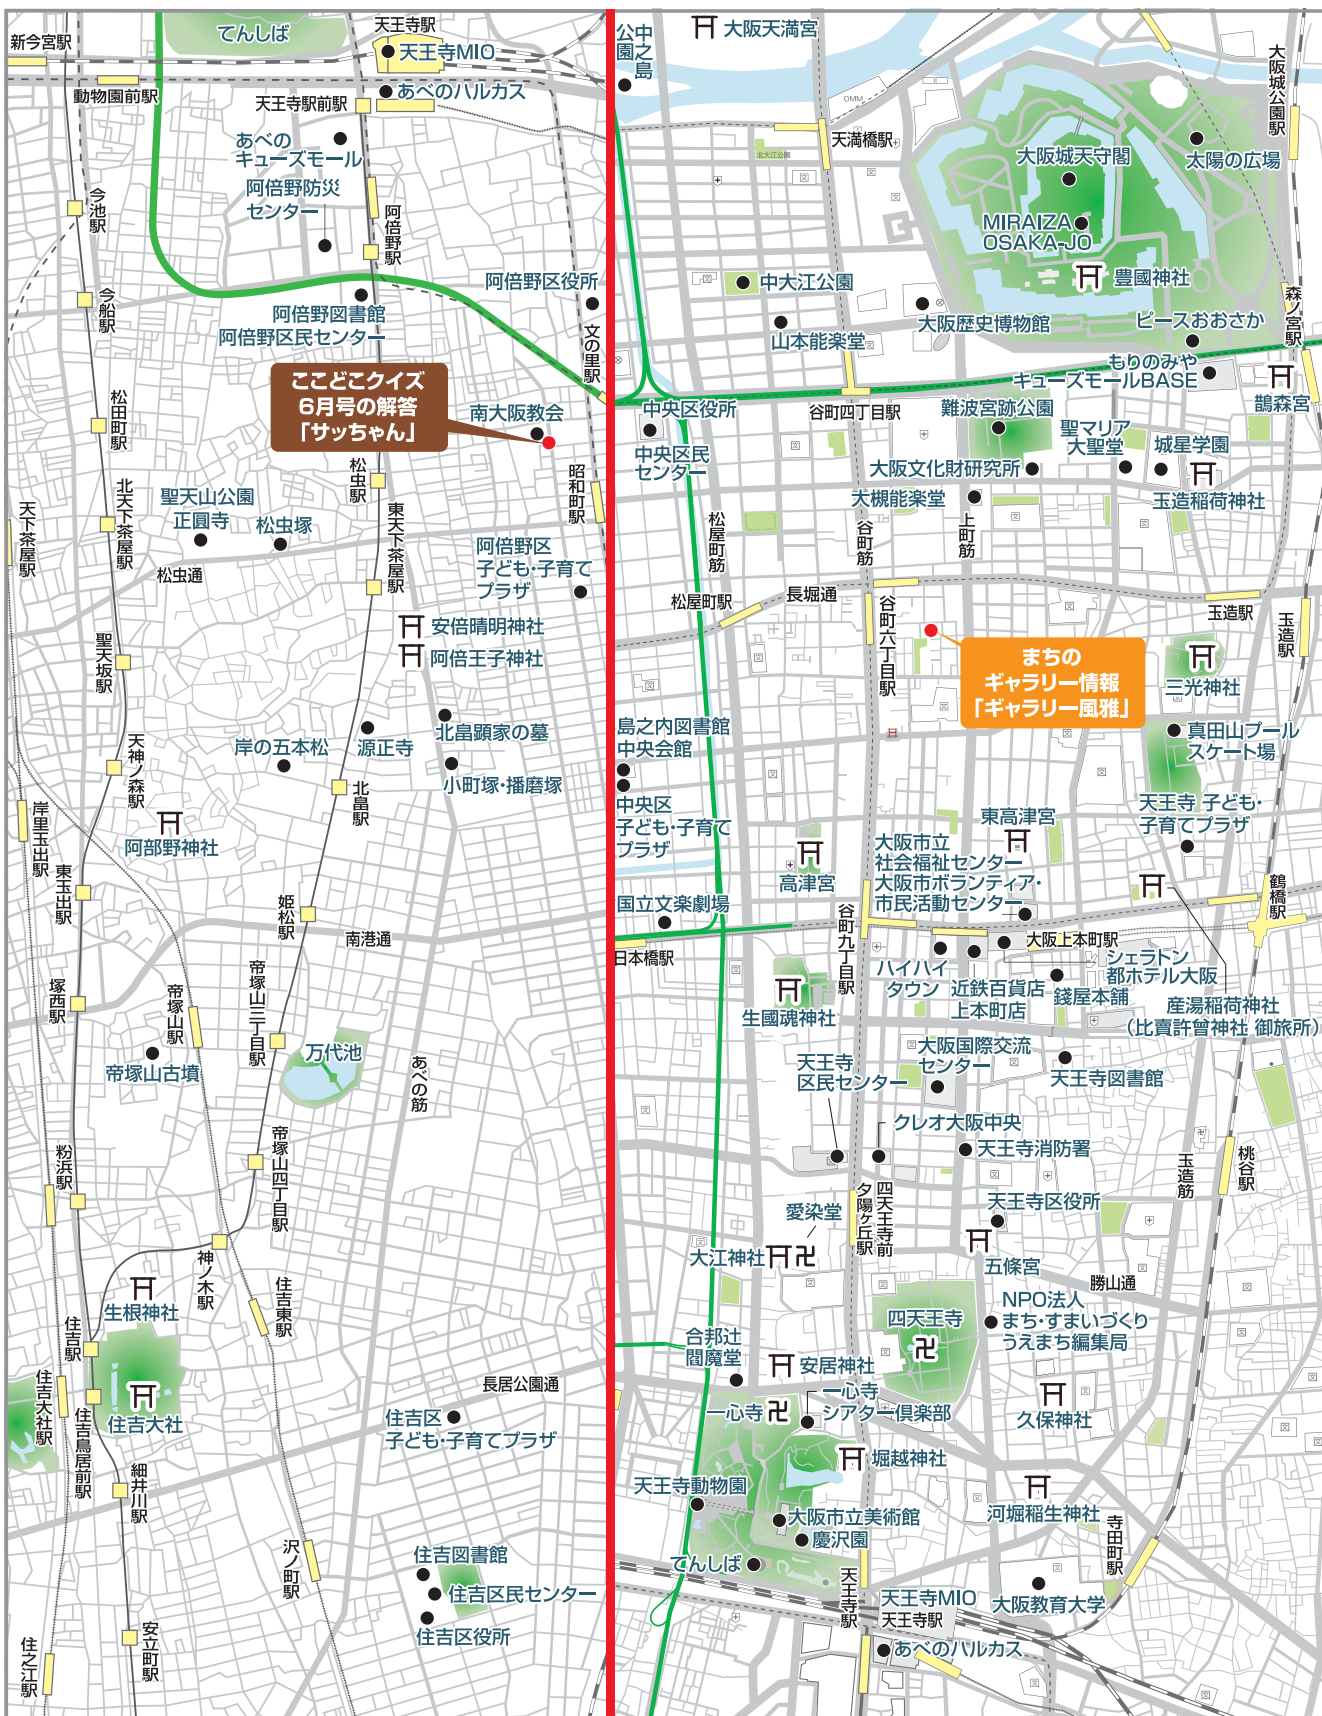 てんしば
天王寺駅
新今宮駅
天王寺MIO
動物園前駅
あべのハルカス
天王寺駅前駅
あべの
キューズモール
阿倍野防災
センター
今池駅
阿倍野駅
阿倍野区役所
今船駅
阿倍野図書館
阿倍野区民センター
文の里駅
ここどこクイズ
6月号の解答
「サッちゃん」
南大阪教会
松田町駅
松虫駅
昭和町駅
北天下茶屋駅
天下茶屋駅
聖天山公園
正圓寺
松虫塚
東天下茶屋駅
松虫通
阿倍野区
子ども・子育て
プラザ
安倍晴明神社
阿倍王子神社
聖天坂駅
北畠顕家の墓
源正寺
岸の五本松
天神ノ森駅
小町塚・播磨塚
北畠駅
岸里玉出駅
阿部野神社
東玉出駅
姫松駅
南港通
塚西駅
帝塚山駅
帝塚山三丁目駅
帝塚山古墳
万代池
あべの筋
粉浜駅
帝塚山四丁目駅
神ノ木駅
住吉東駅
生根神社
住吉駅
住吉大社駅
住吉大社
住吉鳥居前駅
長居公園通
住吉区
子ども・子育てプラザ
細井川駅
沢ノ町駅
住吉図書館
住吉区民センター
住吉区役所
安立町駅
住之江駅
中之島
公園
大阪天満宮
OMM
天満橋駅
北大江公園
大阪城公園駅
大阪城天守閣
太陽の広場
MIRAIZA
OSAKA-JO
豊國神社
中大江公園
大阪歴史博物館
山本能楽堂
森ノ宮駅
ピースおおさか
もりのみや
キューズモールBASE
鵲森宮
中央区役所
谷町四丁目駅
難波宮跡公園
中央区民
センター
聖マリア
大聖堂
城星学園
大阪文化財研究所
玉造稲荷神社
大槻能楽堂
松屋町筋
谷町筋
上町筋
松屋町駅
長堀通
谷町六丁目駅
玉造駅
玉造駅
まちの
ギャラリー情報
「ギャラリー風雅」
三光神社
島之内図書館
中央会館
真田山プール
スケート場
中央区
子ども・子育て
プラザ
天王寺 子ども・
子育てプラザ
東高津宮
大阪市立
社会福祉センター
大阪市ボランティア・
市民活動センター
高津宮
国立文楽劇場
谷町九丁目駅
鶴橋駅
日本橋駅
大阪上本町駅
ハイハイ
タウン
近鉄百貨店
上本町店
シェラトン
都ホテル大阪
錢屋本舗
産湯稲荷神社
(比賣許曾神社 御旅所)
生國魂神社
天王寺
区民センター
大阪国際交流
センター
天王寺図書館
クレオ大阪中央
天王寺消防署
玉造筋
桃谷駅
四天王寺前
夕陽ヶ丘駅
愛染堂
天王寺区役所
大江神社
五條宮
勝山通
四天王寺
NPO法人
まち・すまいづくり
うえまち編集局
合邦辻
閻魔堂
安居神社
一心寺
一心寺
シアター倶楽部
久保神社
堀越神社
天王寺動物園
大阪市立美術館
河堀稲生神社
慶沢園
寺田町駅
てんしば
天王寺駅
天王寺MIO
天王寺駅
大阪教育大学
あべのハルカス